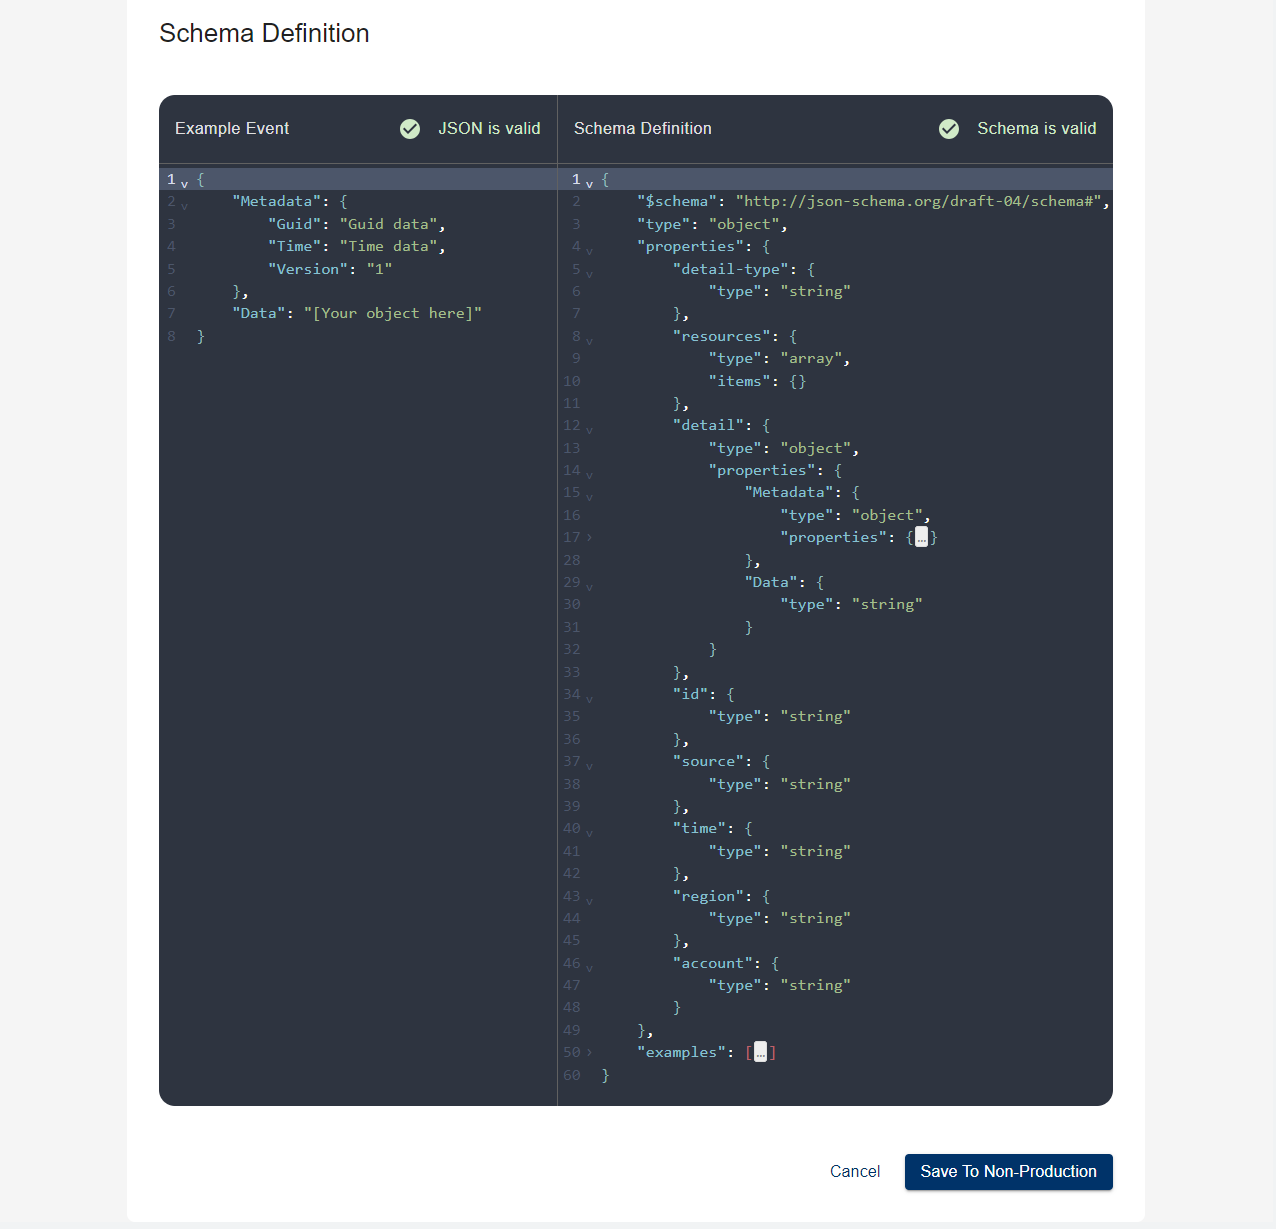 Schema Definition
Example Event
JSON is valid
1 {
2 "Metadata": {
3 "Guid": "Guid data",
4 "Time": "Time data",
5 "Version": "1"
6 },
7 "Data": "[Your object here]"
8 }
Schema Definition
Schema is valid
1 {
2 "$schema": "http://json-schema.org/draft-04/schema#",
3 "type": "object",
4 "properties": {
5 "detail-type": {
6 "type": "string"
7 },
8 "resources": {
9 "type": "array",
10 "items": {}
11 },
12 "detail": {
13 "type": "object",
14 "properties": {
15 "Metadata": {
16 "type": "object",
17 "properties": {…}
28 },
29 "Data": {
30 "type": "string"
31 }
32 }
33 },
34 "id": {
35 "type": "string"
36 },
37 "source": {
38 "type": "string"
39 },
40 "time": {
41 "type": "string"
42 },
43 "region": {
44 "type": "string"
45 },
46 "account": {
47 "type": "string"
48 }
49 },
50 "examples": […]
60 }
Cancel
Save To Non-Production